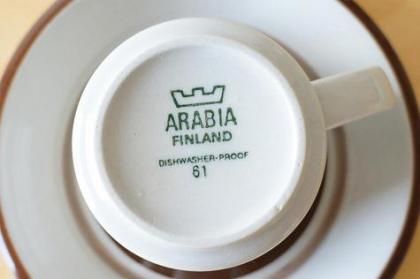 ARABIA
FINLAND
DISHWASHER-PROOF
61